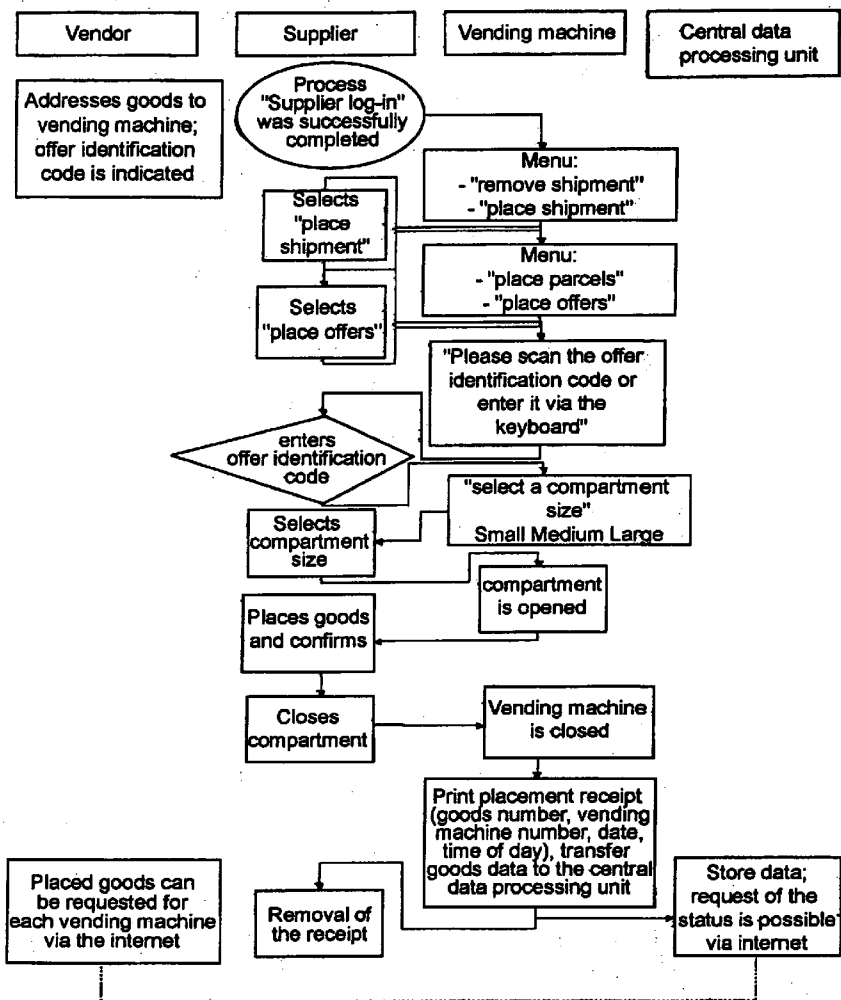 Vendor
Supplier
Vending machine
Central data
processing unit
Addresses goods to
vending machine;
offer identification
code is indicated
Process
"Supplier log-in"
was successfully
completed
Menu:
- "remove shipment"
- "place shipment"
Selects
"place
shipment"
Menu:
- "place parcels"
- "place offers"
Selects
"place offers"
"Please scan the offer
identification code or
enter it via the
keyboard"
enters
offer identification
code
"select a compartment
size"
Small Medium Large
Selects
compartment
size
compartment
is opened
Places goods
and confirms
Closes
compartment
Vending machine
is closed
Print placement receipt
(goods number, vending
machine number, date,
time of day), transfer
goods data to the central
data processing unit
Placed goods can
be requested for
each vending machine
via the internet
Removal of
the receipt
Store data;
request of the
status is possible
via internet